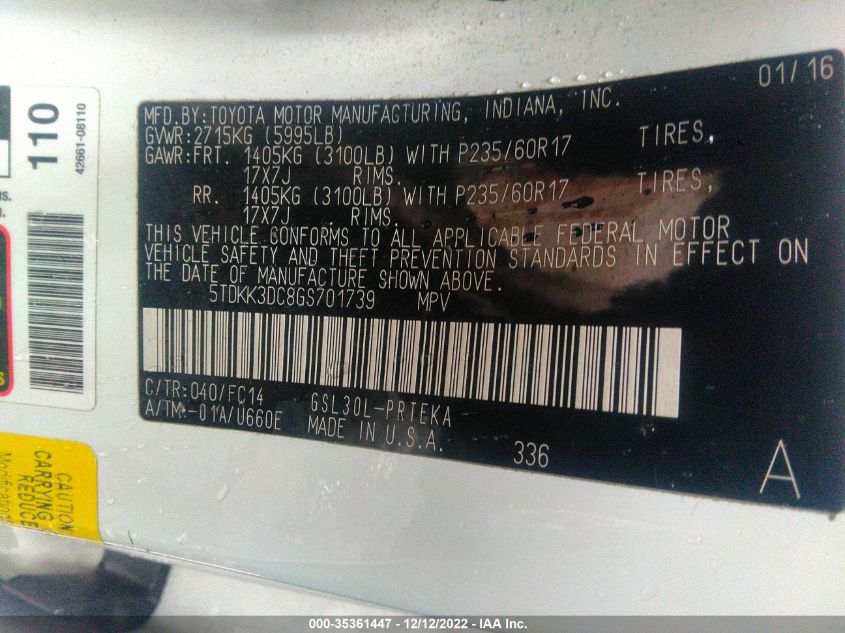 01/16
MFD.BY:TOYOTA MOTOR MANUFACTURING, INDIANA, INC.
GVWR:2715KG (5995LB)
GAWR:FRT. 1405KG (3100LB) WITH P235/60R17 TIRES,
17X7J RIMS.
RR. 1405KG (3100LB) WITH P235/60R17 TIRES,
17X7J RIMS.
THIS VEHICLE CONFORMS TO ALL APPLICABLE FEDERAL MOTOR
VEHICLE SAFETY AND THEFT PREVENTION STANDARDS IN EFFECT ON
THE DATE OF MANUFACTURE SHOWN ABOVE.
5TDKK3DC8GS701739 MPV
C/TR:040/FC14 GSL30L-PRTEKA
A/TM:-01A/U660E MADE IN U.S.A.
336
A
110
42661-08110
CAUTION
CARRYING
REDUCE
000-35361447 - 12/12/2022 - IAA Inc.